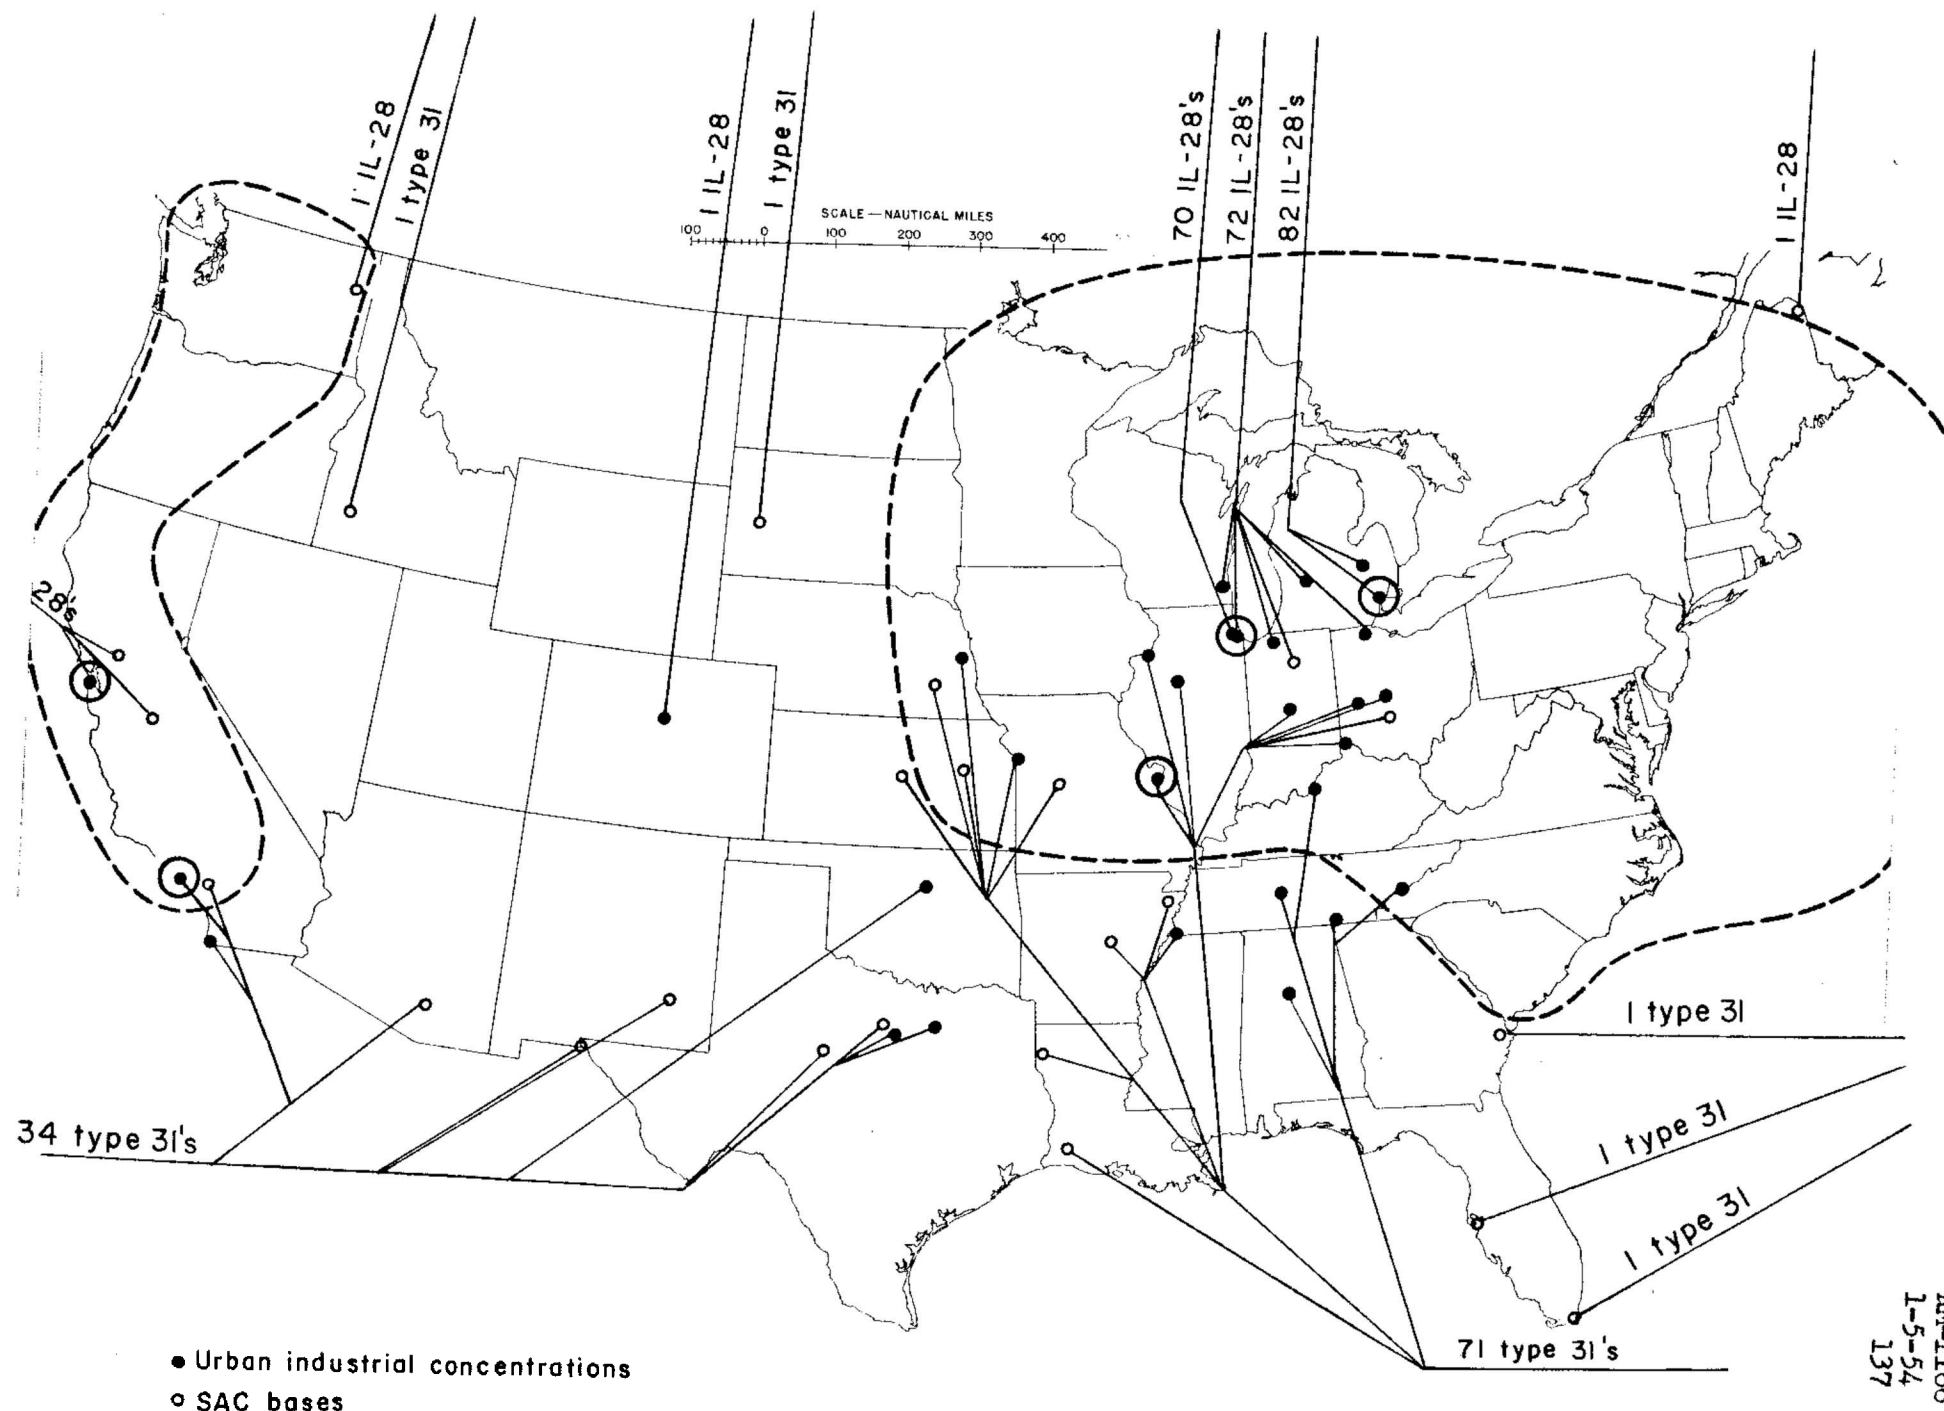 1 IL-28
1 type 31
1 IL-28
1 type 31
70 IL-28's
72 IL-28's
82 IL-28's
1 IL-28
SCALE — NAUTICAL MILES
100 0 100 200 300 400
28's
34 type 31's
1 type 31
1 type 31
1 type 31
71 type 31's
● Urban industrial concentrations
○ SAC bases
1-5-54
137